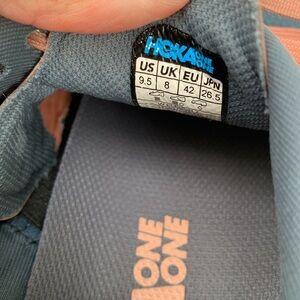 HOKA ONE ONE
US UK EU JPN
9.5 8 42 26.5
ONE ONE